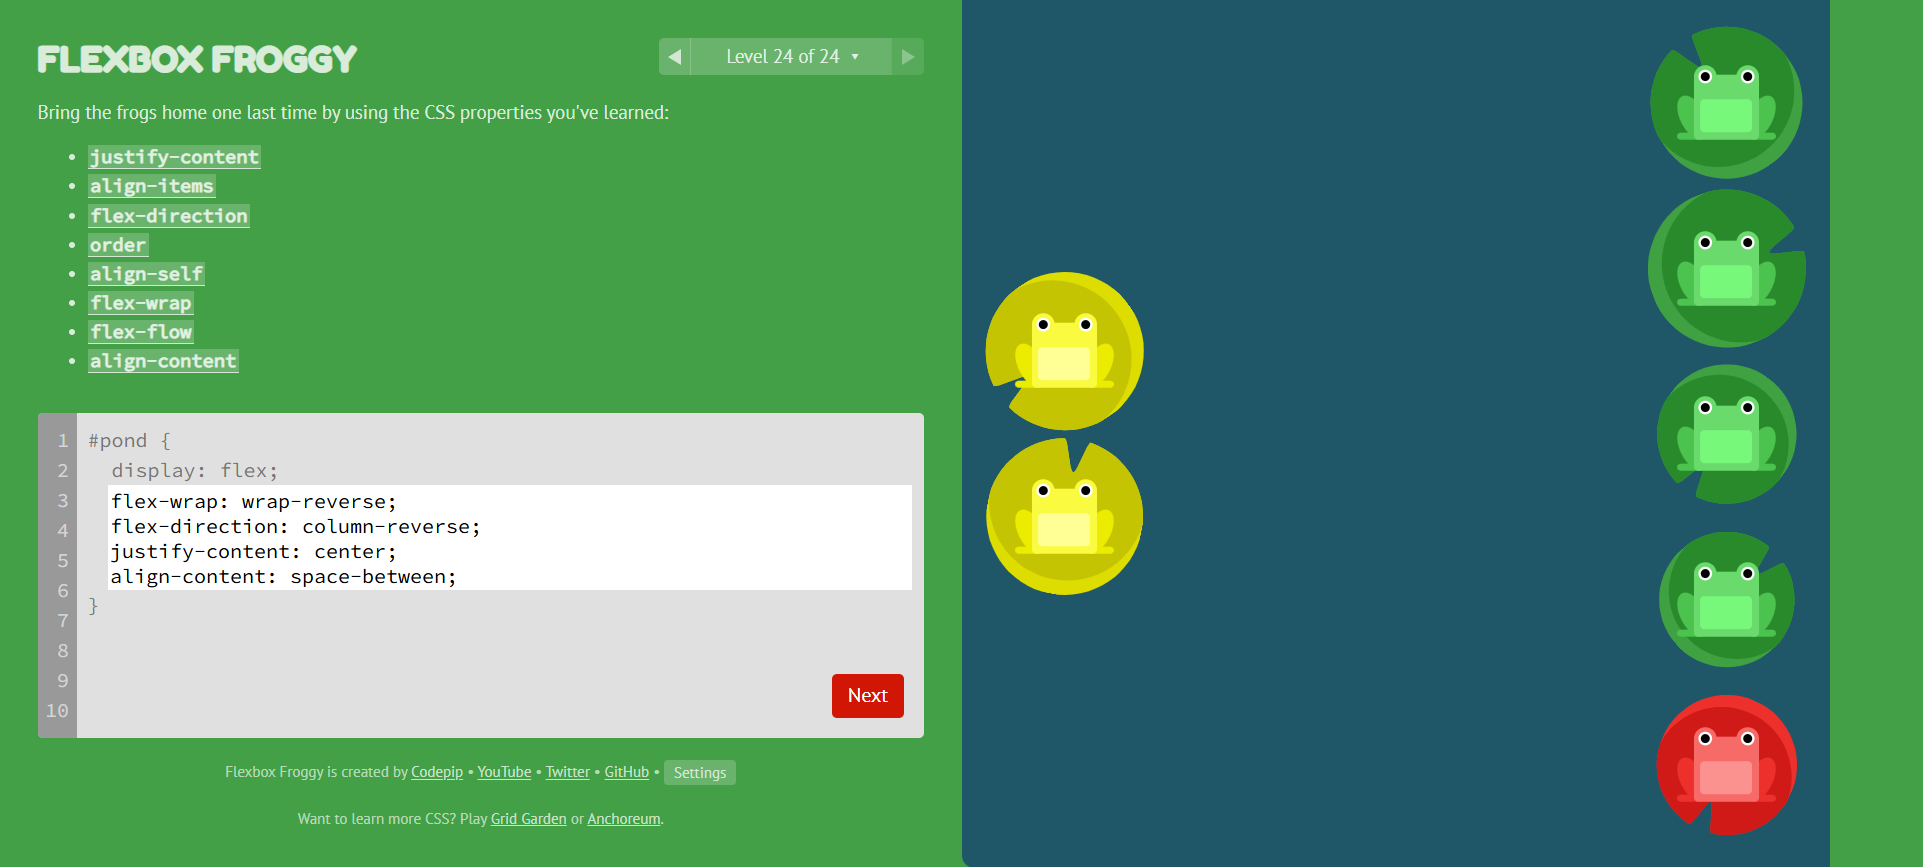 FLEXBOX FROGGY
◀ Level 24 of 24 ▼ ▶
Bring the frogs home one last time by using the CSS properties you've learned:
• justify-content
• align-items
• flex-direction
• order
• align-self
• flex-wrap
• flex-flow
• align-content
1 #pond {
2 display: flex;
3 flex-wrap: wrap-reverse;
4 flex-direction: column-reverse;
5 justify-content: center;
6 align-content: space-between;
7 }
8
9
10
Next
Flexbox Froggy is created by Codepip • YouTube • Twitter • GitHub • Settings
Want to learn more CSS? Play Grid Garden or Anchoreum.